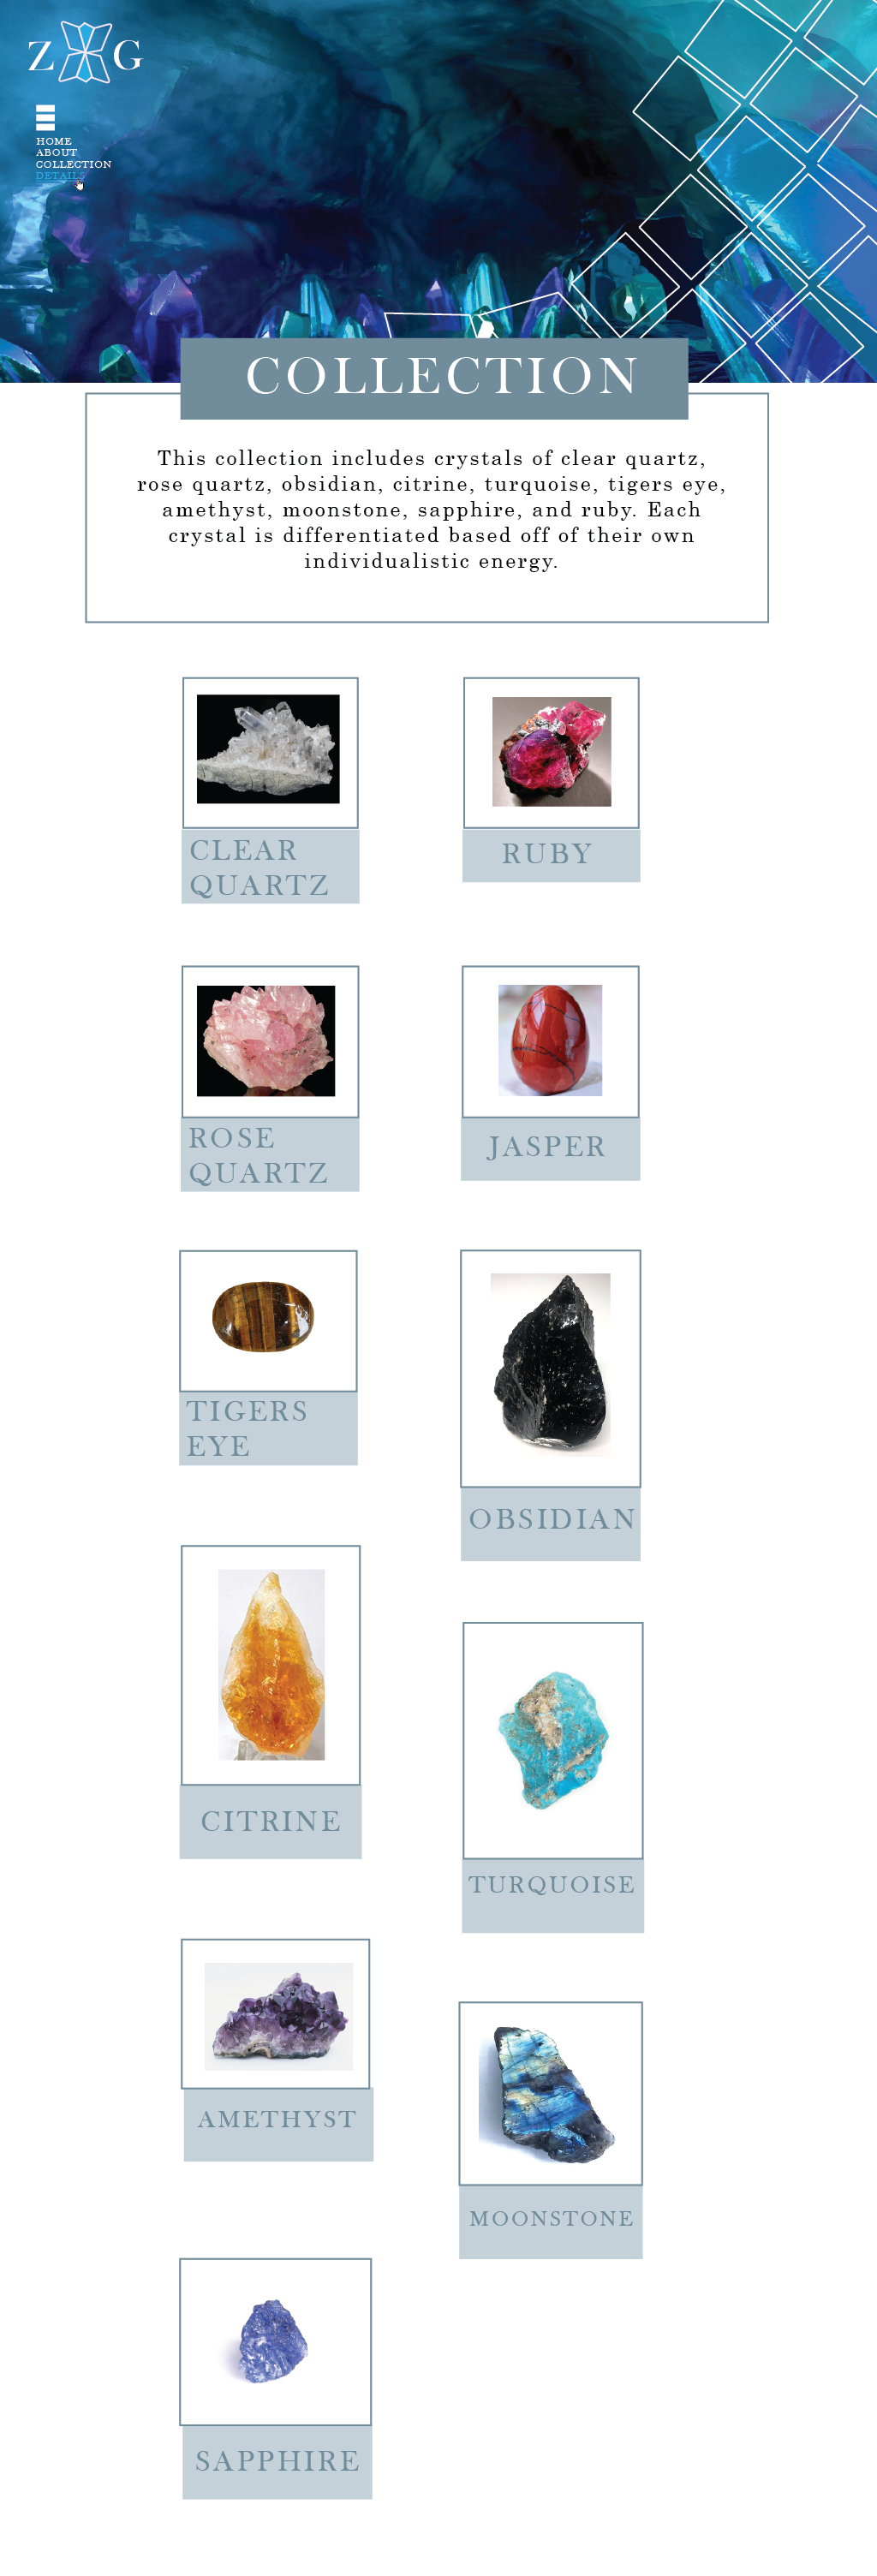 Z G
HOME
ABOUT
COLLECTION
DETAILS
COLLECTION
This collection includes crystals of clear quartz,
rose quartz, obsidian, citrine, turquoise, tigers eye,
amethyst, moonstone, sapphire, and ruby. Each
crystal is differentiated based off of their own
individualistic energy.
CLEAR
QUARTZ
RUBY
ROSE
QUARTZ
JASPER
TIGERS
EYE
OBSIDIAN
CITRINE
TURQUOISE
AMETHYST
MOONSTONE
SAPPHIRE